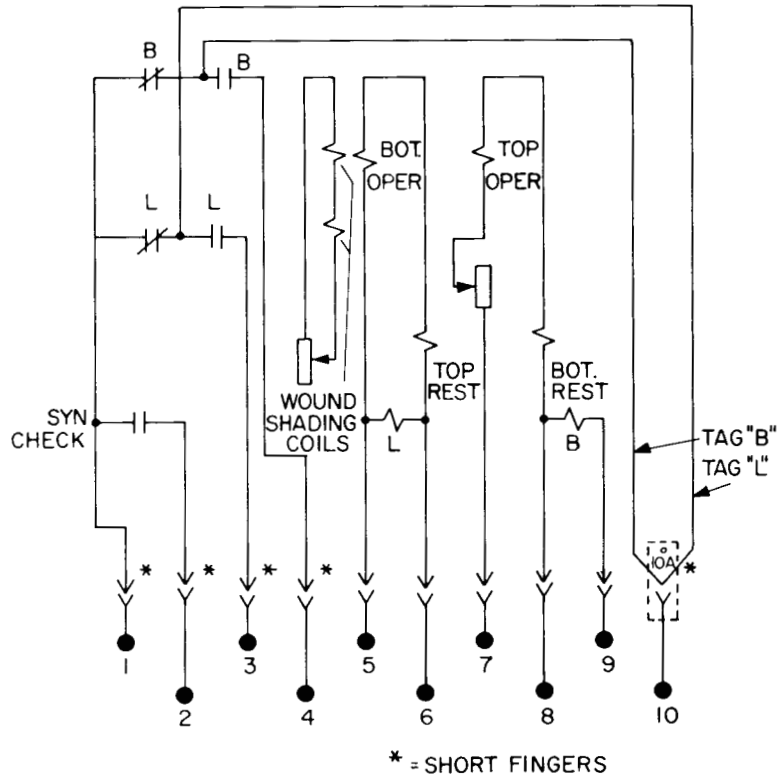 B
B
BOT.
OPER
TOP
OPER
L
L
WOUND
SHADING
COILS
TOP
REST
BOT.
REST
SYN
CHECK
L
B
TAG "B"
TAG "L"
10A
*
*
*
*
*
1
3
5
7
9
2
4
6
8
10
* = SHORT FINGERS